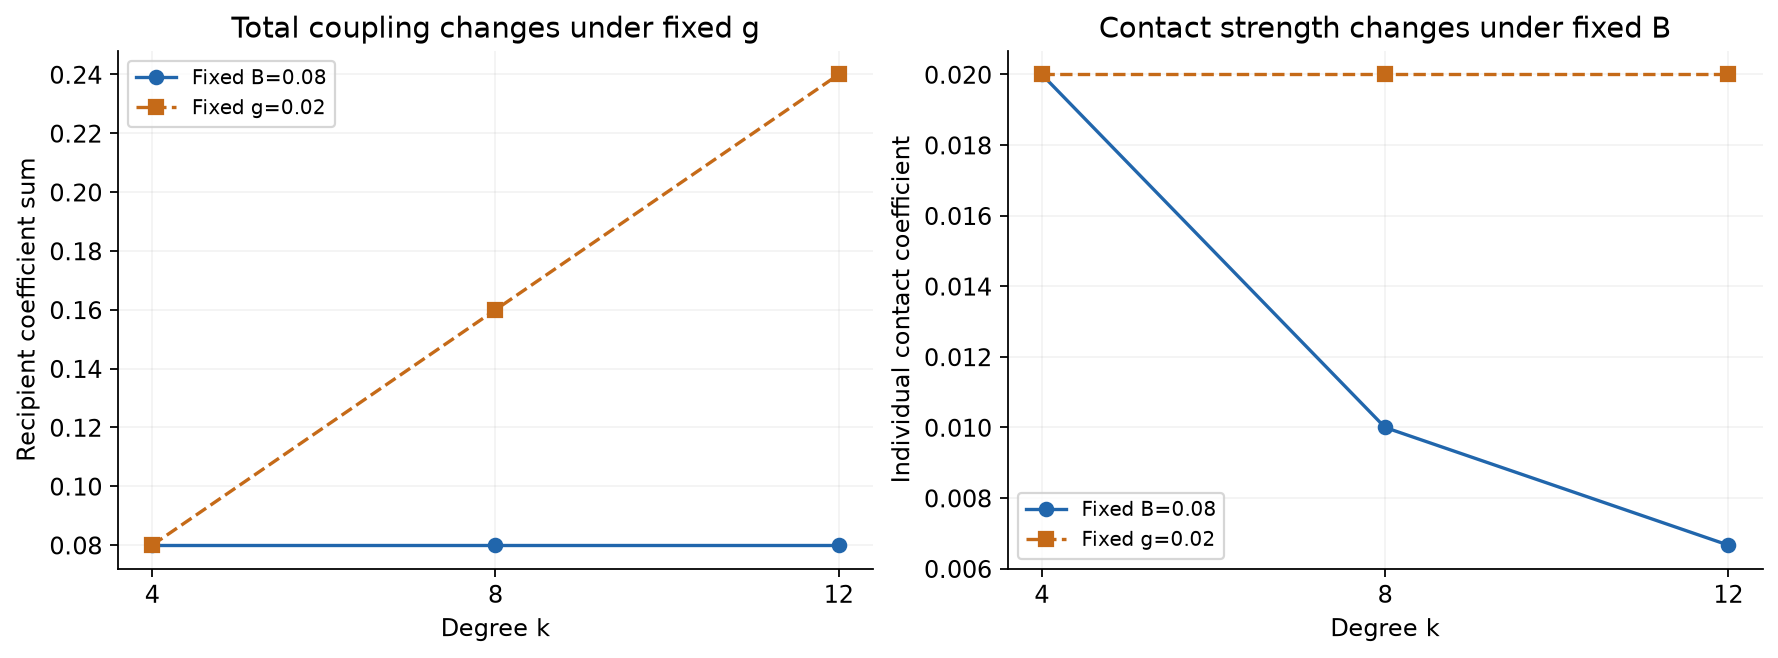 Total coupling changes under fixed g
Recipient coefficient sum
0.24
0.22
0.20
0.18
0.16
0.14
0.12
0.10
0.08
Fixed B=0.08
Fixed g=0.02
4
8
12
Degree k
Contact strength changes under fixed B
Individual contact coefficient
0.020
0.018
0.016
0.014
0.012
0.010
0.008
0.006
Fixed B=0.08
Fixed g=0.02
4
8
12
Degree k